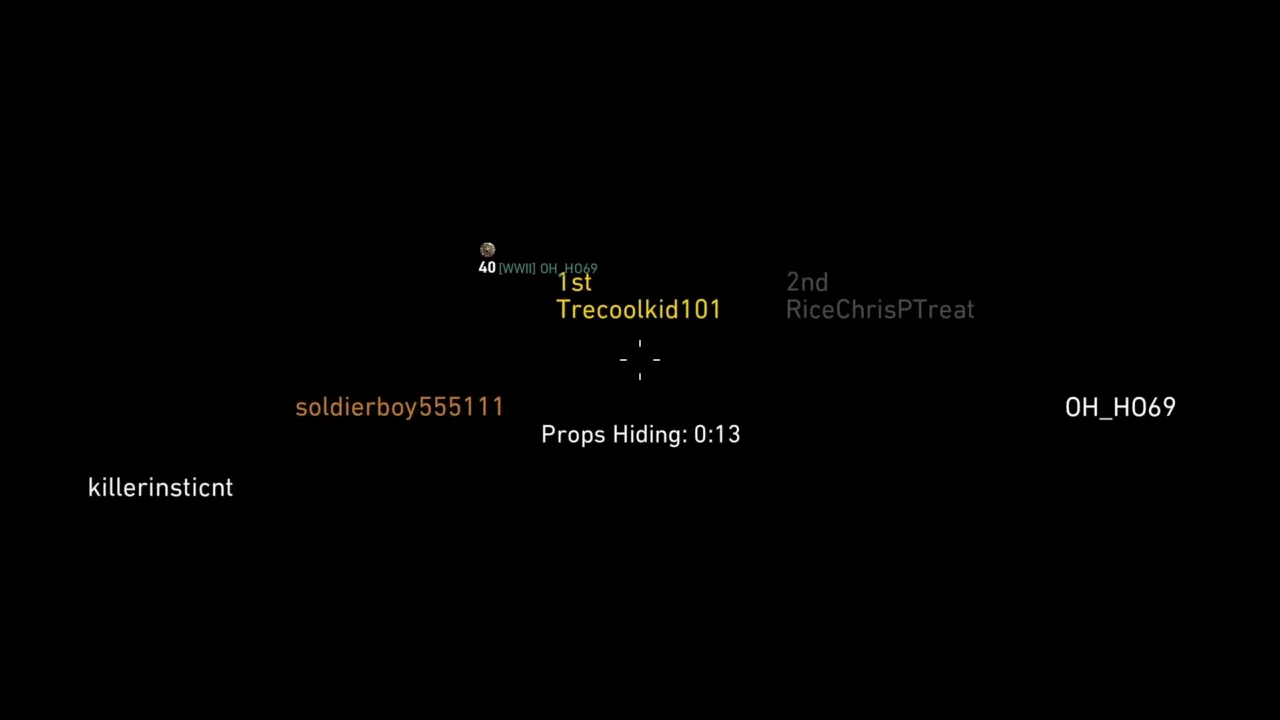 40 [WWII] OH_HO69
1st
Trecoolkid101
2nd
RiceChrisPTreat
soldierboy555111
OH_HO69
Props Hiding: 0:13
killerinsticnt